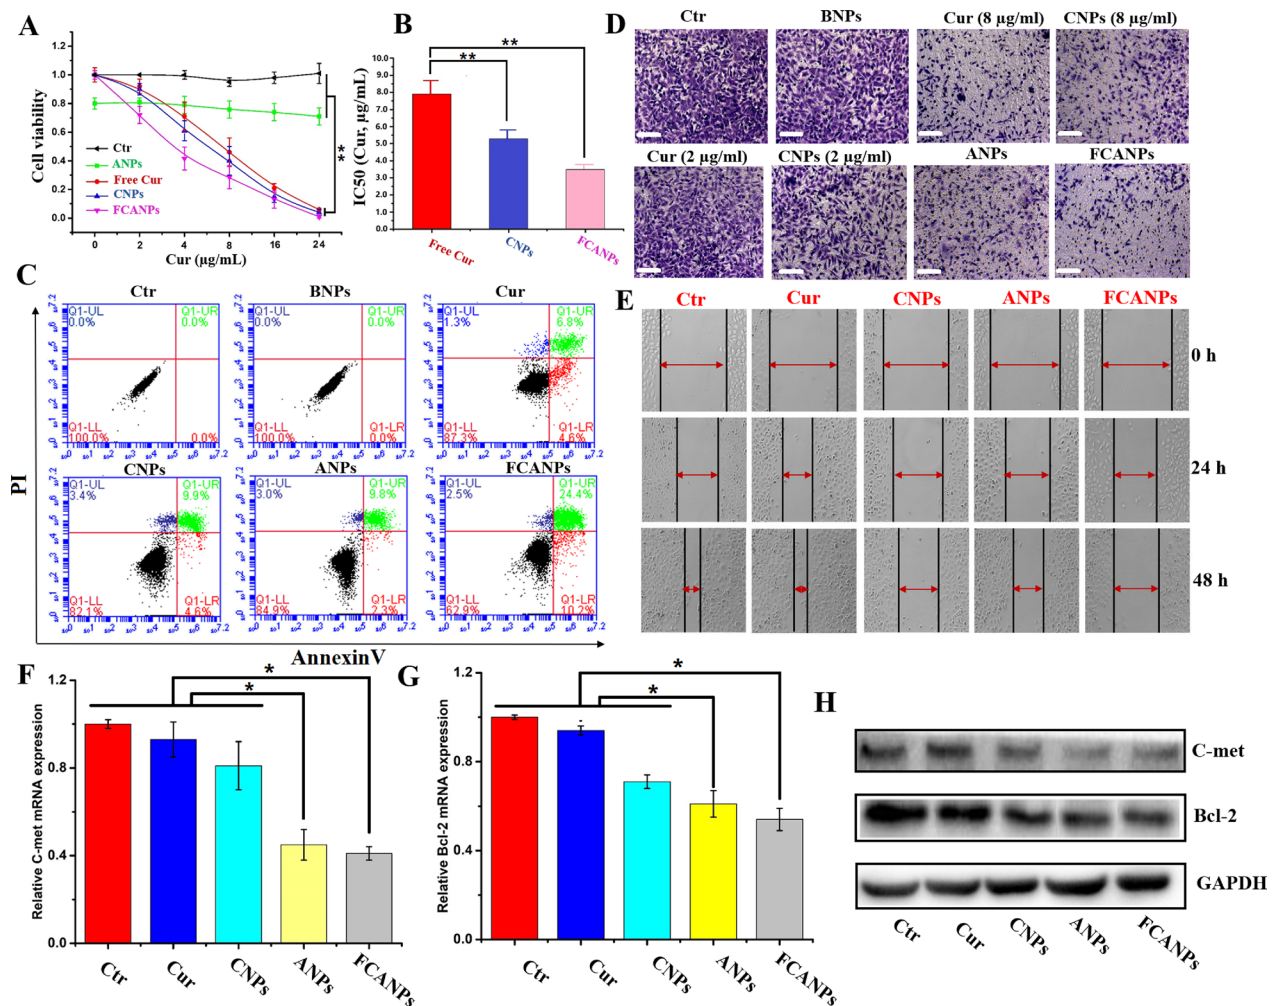 A
1.2
1.0
0.8
0.6
0.4
0.2
0.0
Cell viability
Ctr
ANPs
Free Cur
CNPs
FCANPs
**
0 2 4 8 16 24
Cur (µg/mL)
B
**
**
10.0
9.0
8.0
7.0
6.0
5.0
4.0
3.0
2.0
1.0
0.0
IC50 (Cur, µg/mL)
Free Cur CNPs FCANPs
C
PI
AnnexinV
Ctr
Q1-UL
0.0%
Q1-UR
0.0%
Q1-LL
100.0%
0.0%
BNPs
Q1-UL
0.0%
Q1-UR
0.0%
Q1-LL
100.0%
Q1-LR
0.0%
Cur
Q1-UL
1.3%
Q1-UR
6.8%
Q1-LL
87.3%
Q1-LR
4.6%
CNPs
Q1-UL
3.4%
Q1-UR
9.9%
Q1-LL
82.1%
Q1-LR
4.6%
ANPs
Q1-UL
3.0%
Q1-UR
9.8%
Q1-LL
84.9%
Q1-LR
2.3%
FCANPs
Q1-UL
2.5%
Q1-UR
24.4%
Q1-LL
62.9%
Q1-LR
10.2%
D
Ctr BNPs Cur (8 µg/ml) CNPs (8 µg/ml)
Cur (2 µg/ml) CNPs (2 µg/ml) ANPs FCANPs
E
Ctr Cur CNPs ANPs FCANPs
0 h
24 h
48 h
F
1.2
0.8
0.4
0.0
Relative C-met mRNA expression
*
*
Ctr Cur CNPs ANPs FCANPs
G
1.2
0.8
0.4
0.0
Relative Bcl-2 mRNA expression
*
*
Ctr Cur CNPs ANPs FCANPs
H
C-met
Bcl-2
GAPDH
Ctr Cur CNPs ANPs FCANPs